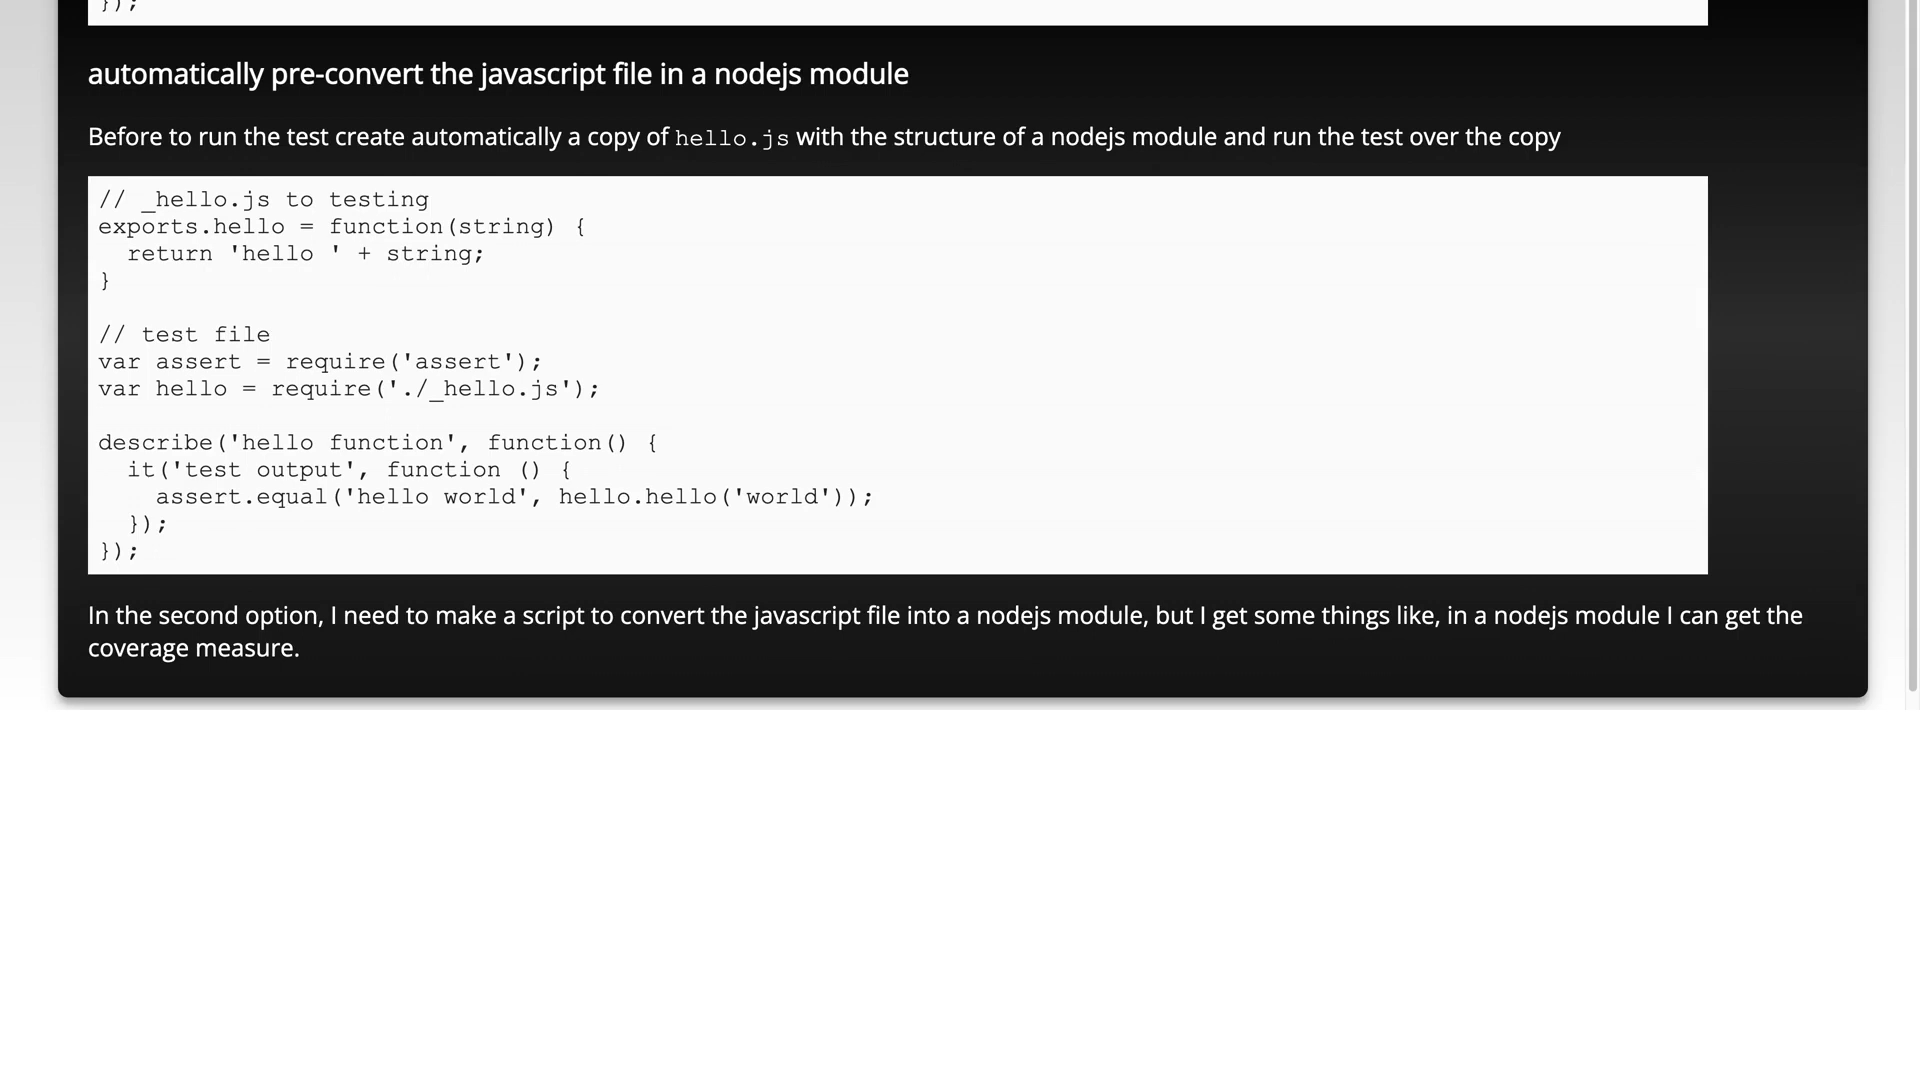 });
automatically pre-convert the javascript file in a nodejs module
Before to run the test create automatically a copy of hello.js with the structure of a nodejs module and run the test over the copy
// _hello.js to testing
exports.hello = function(string) {
  return 'hello ' + string;
}
// test file
var assert = require('assert');
var hello = require('./_hello.js');
describe('hello function', function() {
  it('test output', function () {
    assert.equal('hello world', hello.hello('world'));
  });
});
In the second option, I need to make a script to convert the javascript file into a nodejs module, but I get some things like, in a nodejs module I can get the
coverage measure.